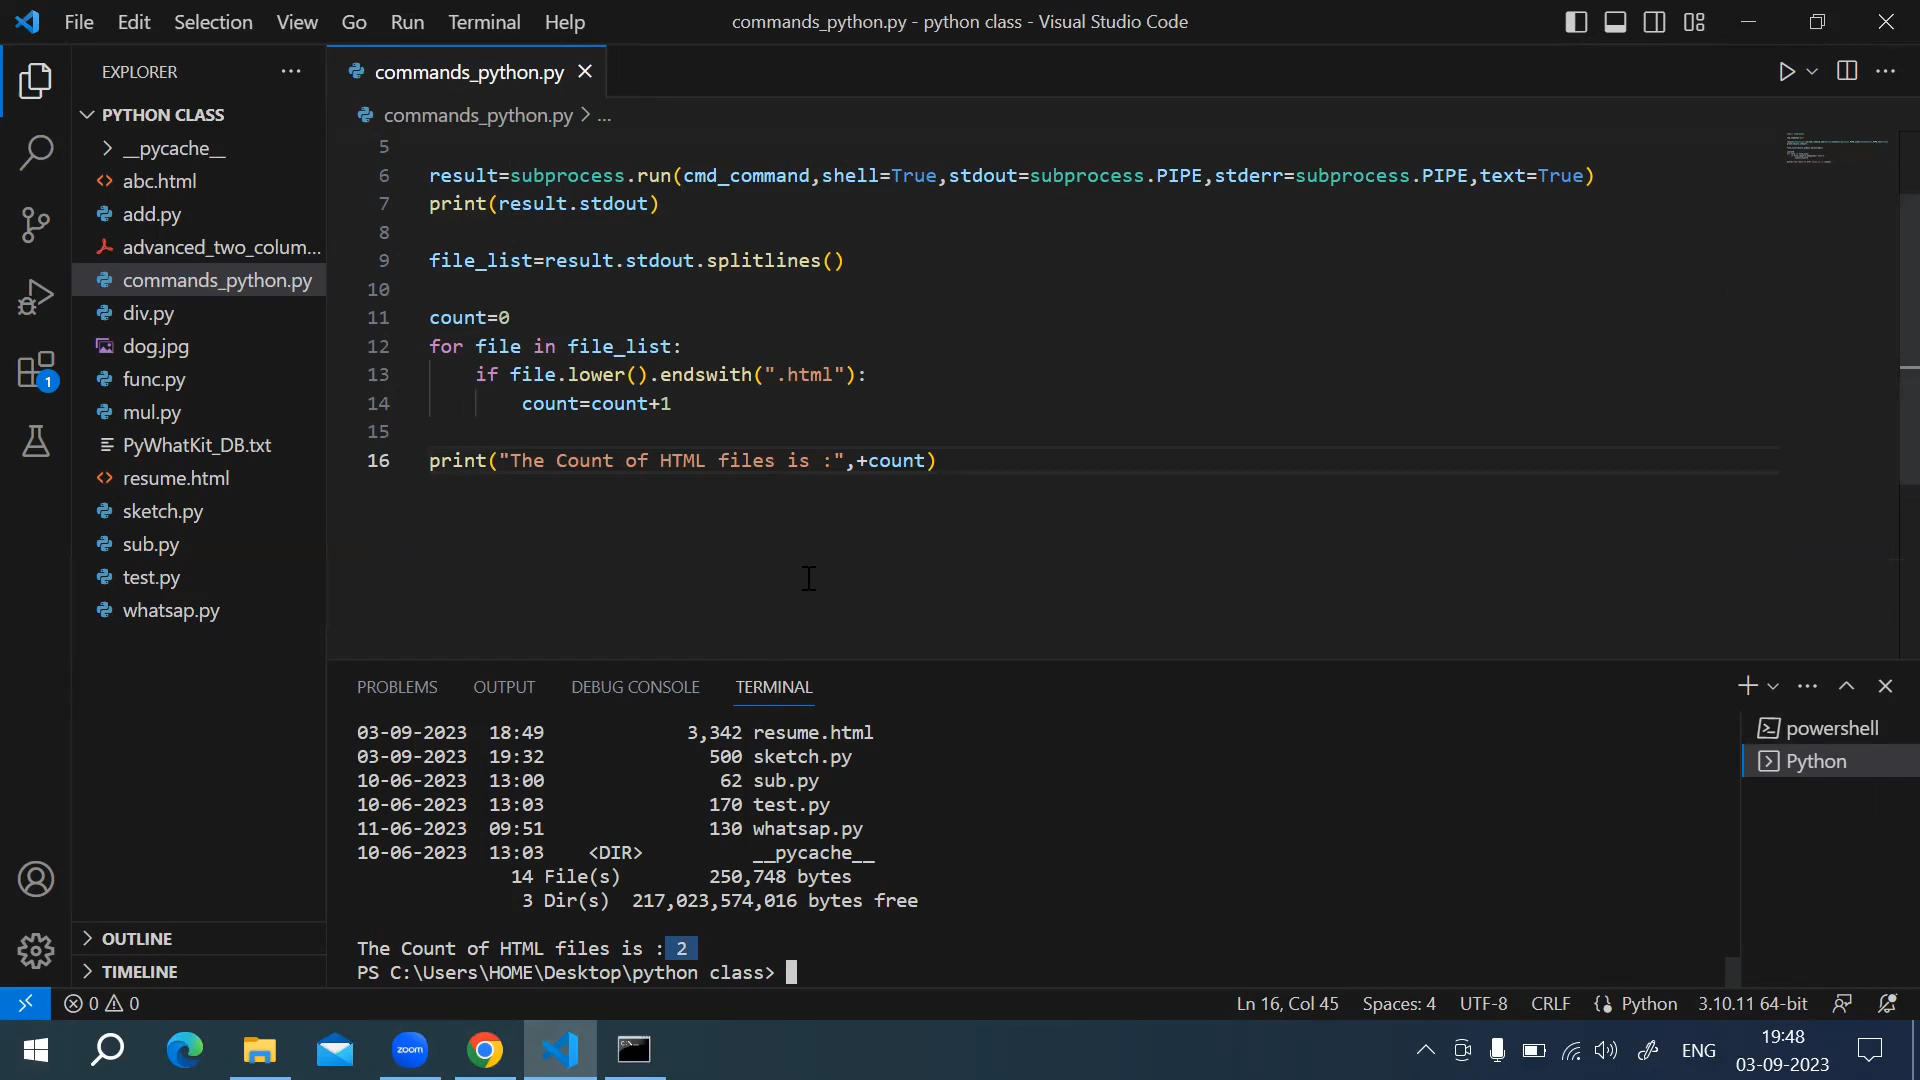 File Edit Selection View Go Run Terminal Help
commands_python.py - python class - Visual Studio Code
EXPLORER
PYTHON CLASS
__pycache__
abc.html
add.py
advanced_two_colum...
commands_python.py
div.py
dog.jpg
func.py
mul.py
PyWhatKit_DB.txt
resume.html
sketch.py
sub.py
test.py
whatsap.py
OUTLINE
TIMELINE
1
commands_python.py
commands_python.py > ...
5
6 result=subprocess.run(cmd_command,shell=True,stdout=subprocess.PIPE,stderr=subprocess.PIPE,text=True)
7 print(result.stdout)
8
9 file_list=result.stdout.splitlines()
10
11 count=0
12 for file in file_list:
13 if file.lower().endswith(".html"):
14 count=count+1
15
16 print("The Count of HTML files is :",+count)
PROBLEMS OUTPUT DEBUG CONSOLE TERMINAL
03-09-2023 18:49 3,342 resume.html
03-09-2023 19:32 500 sketch.py
10-06-2023 13:00 62 sub.py
10-06-2023 13:03 170 test.py
11-06-2023 09:51 130 whatsap.py
10-06-2023 13:03 <DIR> __pycache__
14 File(s) 250,748 bytes
3 Dir(s) 217,023,574,016 bytes free
The Count of HTML files is : 2
PS C:\Users\HOME\Desktop\python class>
powershell
Python
0 0
Ln 16, Col 45 Spaces: 4 UTF-8 CRLF Python 3.10.11 64-bit
zoom
ENG
19:48
03-09-2023